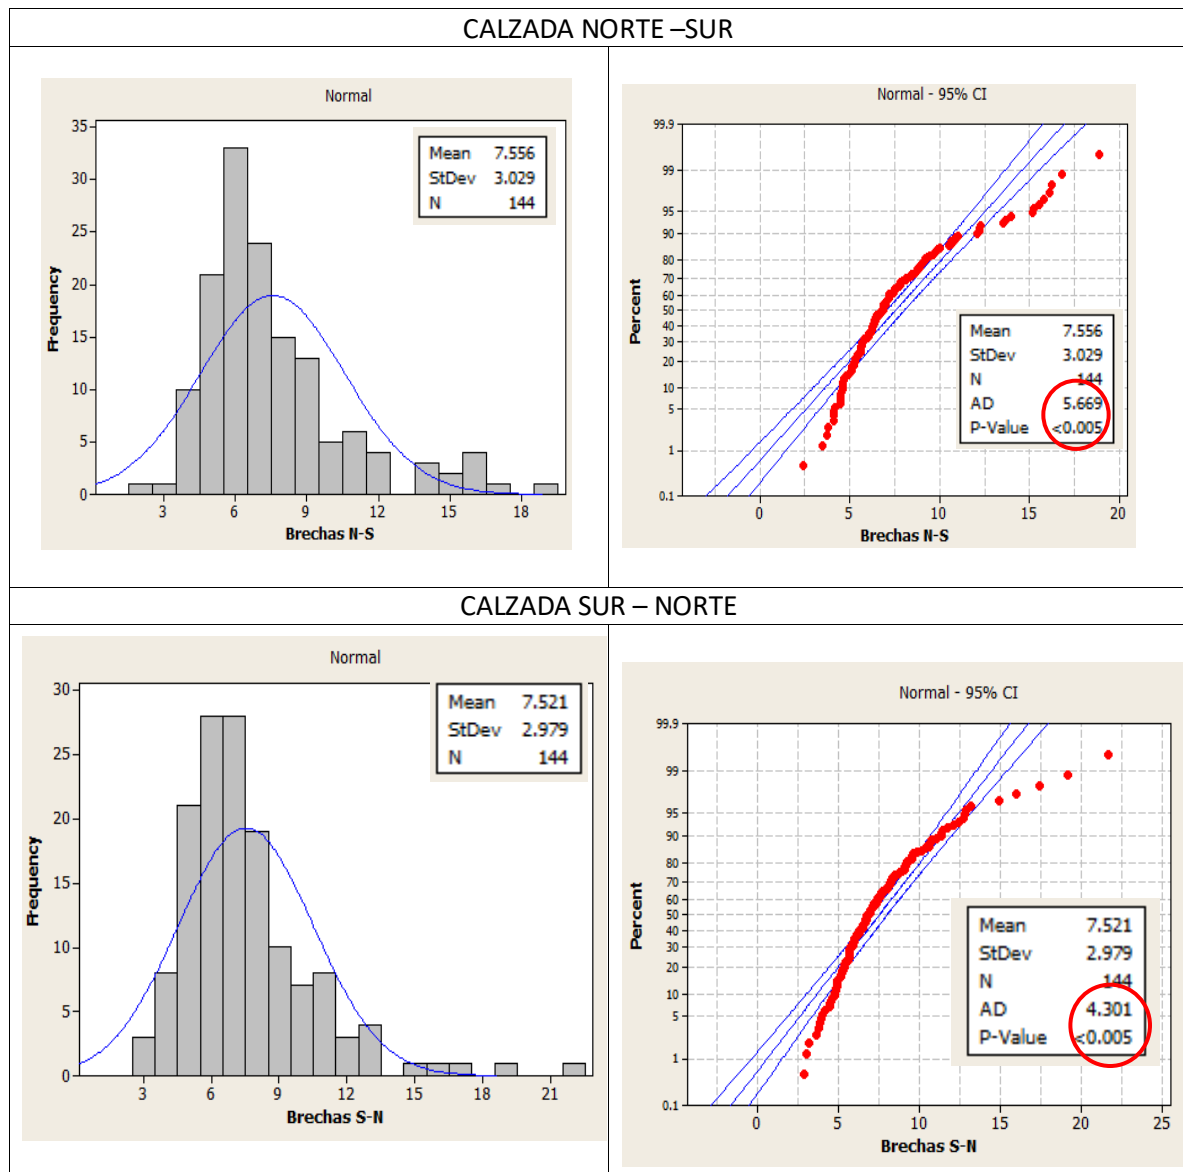 CALZADA NORTE –SUR
Normal
35
30
25
20
15
10
5
0
Frequency
Mean 7.556
StDev 3.029
N 144
3 6 9 12 15 18
Brechas N-S
Normal - 95% CI
99.9
99
95
90
80
70
60
50
40
30
20
10
5
1
0.1
Percent
Mean 7.556
StDev 3.029
N 144
AD 5.669
P-Value <0.005
0 5 10 15 20
Brechas N-S
CALZADA SUR – NORTE
Normal
30
25
20
15
10
5
0
Frequency
Mean 7.521
StDev 2.979
N 144
3 6 9 12 15 18 21
Brechas S-N
Normal - 95% CI
99.9
99
95
90
80
70
60
50
40
30
20
10
5
1
0.1
Percent
Mean 7.521
StDev 2.979
N 144
AD 4.301
P-Value <0.005
0 5 10 15 20 25
Brechas S-N